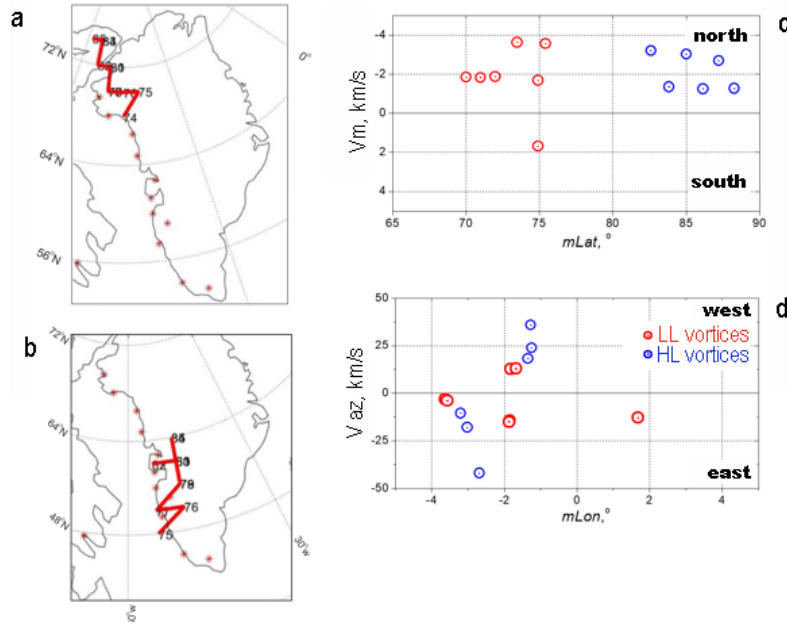 a
72°N
64°N
56°N
0°
75
74
b
72°N
64°N
48°N
30°W
76
75
c
north
south
Vm, km/s
-4
-2
0
2
4
65 70 75 80 85 90
mLat, °
d
west
LL vortices
HL vortices
east
V az, km/s
50
25
0
-25
-50
-4 -2 0 2 4
mLon,°